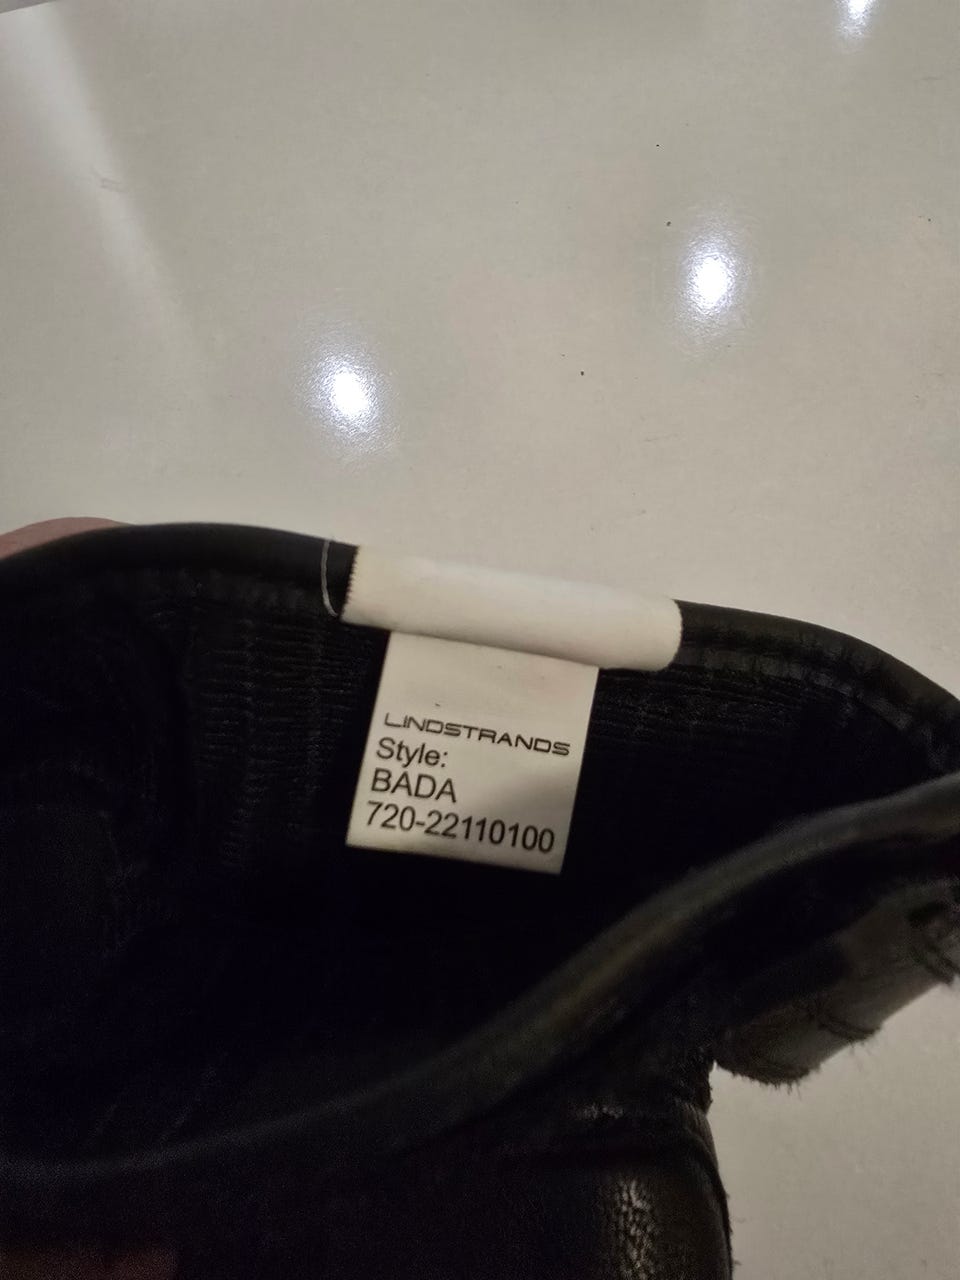 LINDSTRANDS
Style:
BADA
720-22110100